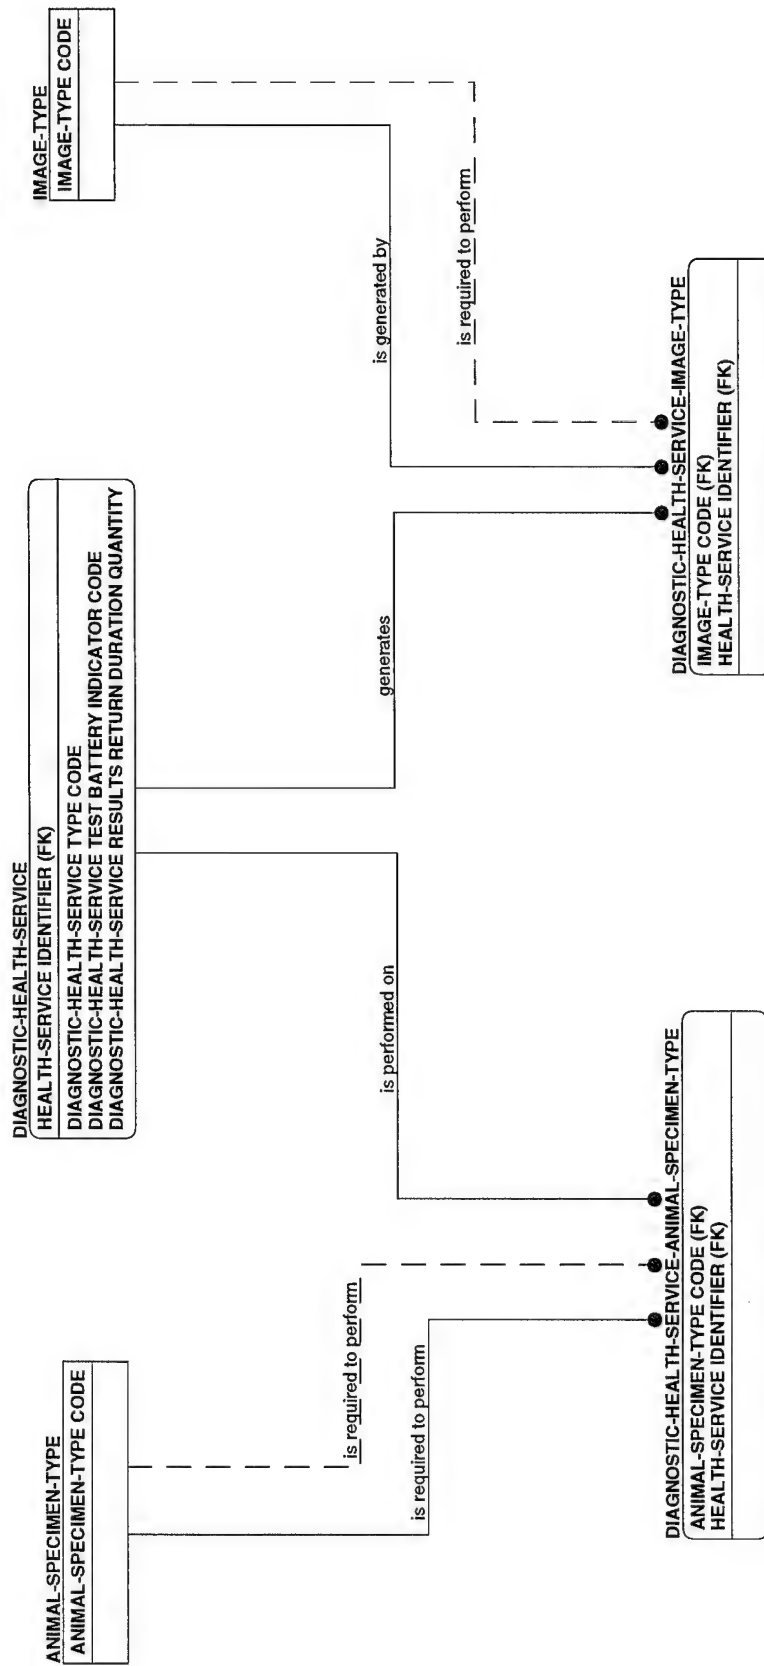 ANIMAL-SPECIMEN-TYPE
ANIMAL-SPECIMEN-TYPE CODE
DIAGNOSTIC-HEALTH-SERVICE
HEALTH-SERVICE IDENTIFIER (FK)
DIAGNOSTIC-HEALTH-SERVICE TYPE CODE
DIAGNOSTIC-HEALTH-SERVICE TEST BATTERY INDICATOR CODE
DIAGNOSTIC-HEALTH-SERVICE RESULTS RETURN DURATION QUANTITY
IMAGE-TYPE
IMAGE-TYPE CODE
is required to perform
is required to perform
is performed on
generates
is generated by
is required to perform
DIAGNOSTIC-HEALTH-SERVICE-ANIMAL-SPECIMEN-TYPE
ANIMAL-SPECIMEN-TYPE CODE (FK)
HEALTH-SERVICE IDENTIFIER (FK)
DIAGNOSTIC-HEALTH-SERVICE-IMAGE-TYPE
IMAGE-TYPE CODE (FK)
HEALTH-SERVICE IDENTIFIER (FK)